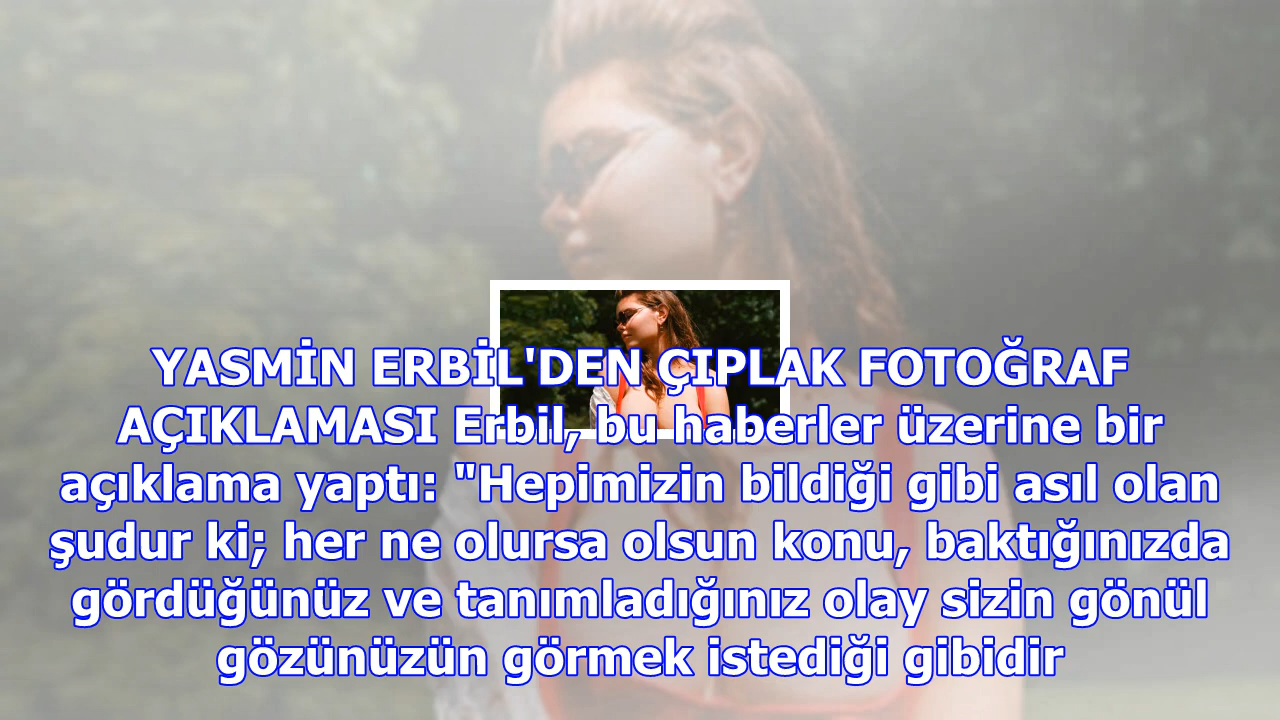 YASMİN ERBİL'DEN ÇIPLAK FOTOĞRAF
AÇIKLAMASI Erbil, bu haberler üzerine bir
açıklama yaptı: "Hepimizin bildiği gibi asıl olan
şudur ki; her ne olursa olsun konu, baktığınızda
gördüğünüz ve tanımladığınız olay sizin gönül
gözünüzün görmek istediği gibidir